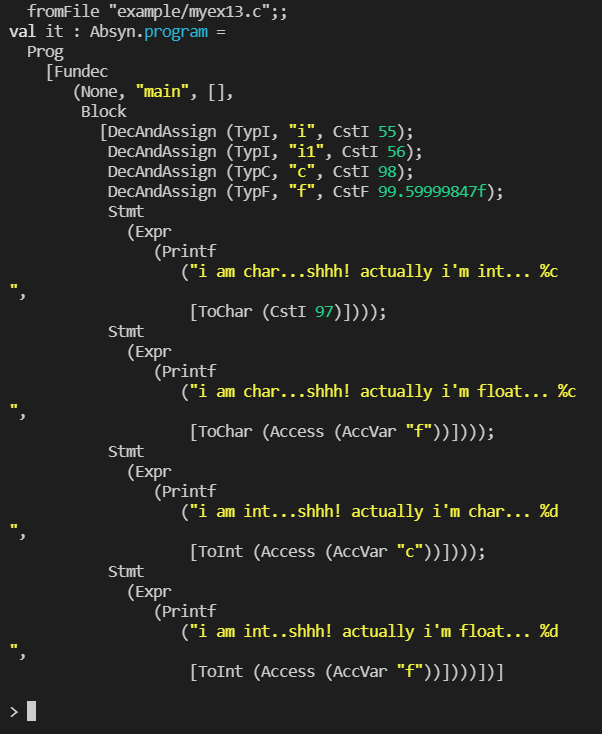 fromFile "example/myex13.c";;
val it : Absyn.program =
  Prog
    [Fundec
       (None, "main", [],
        Block
          [DecAndAssign (TypI, "i", CstI 55);
           DecAndAssign (TypI, "i1", CstI 56);
           DecAndAssign (TypC, "c", CstI 98);
           DecAndAssign (TypF, "f", CstF 99.59999847f);
           Stmt
             (Expr
                (Printf
                   ("i am char...shhh! actually i'm int... %c
",
                    [ToChar (CstI 97)])));
           Stmt
             (Expr
                (Printf
                   ("i am char...shhh! actually i'm float... %c
",
                    [ToChar (Access (AccVar "f"))])));
           Stmt
             (Expr
                (Printf
                   ("i am int...shhh! actually i'm char... %d
",
                    [ToInt (Access (AccVar "c"))])));
           Stmt
             (Expr
                (Printf
                   ("i am int..shhh! actually i'm float... %d
",
                    [ToInt (Access (AccVar "f"))])))])]
>